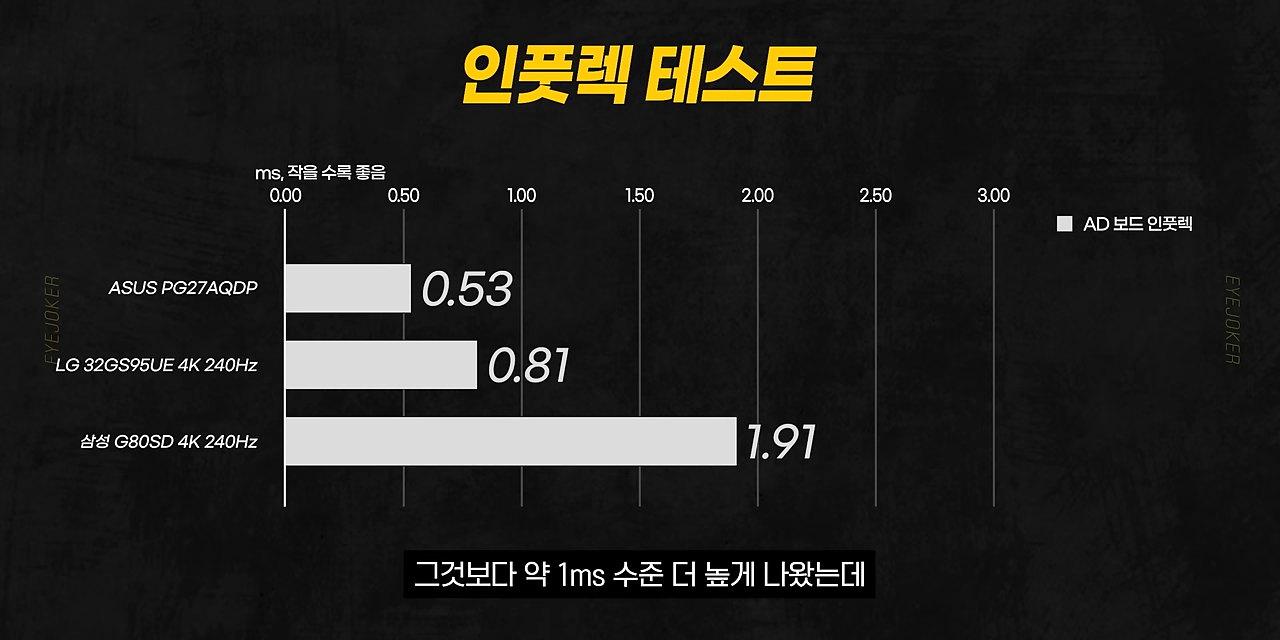 인풋렉 테스트
ms, 작을 수록 좋음
0.00 0.50 1.00 1.50 2.00 2.50 3.00
AD 보드 인풋렉
ASUS PG27AQDP 0.53
LG 32GS95UE 4K 240Hz 0.81
삼성 G80SD 4K 240Hz 1.91
EYEJOKER
EYEJOKER
그것보다 약 1ms 수준 더 높게 나왔는데